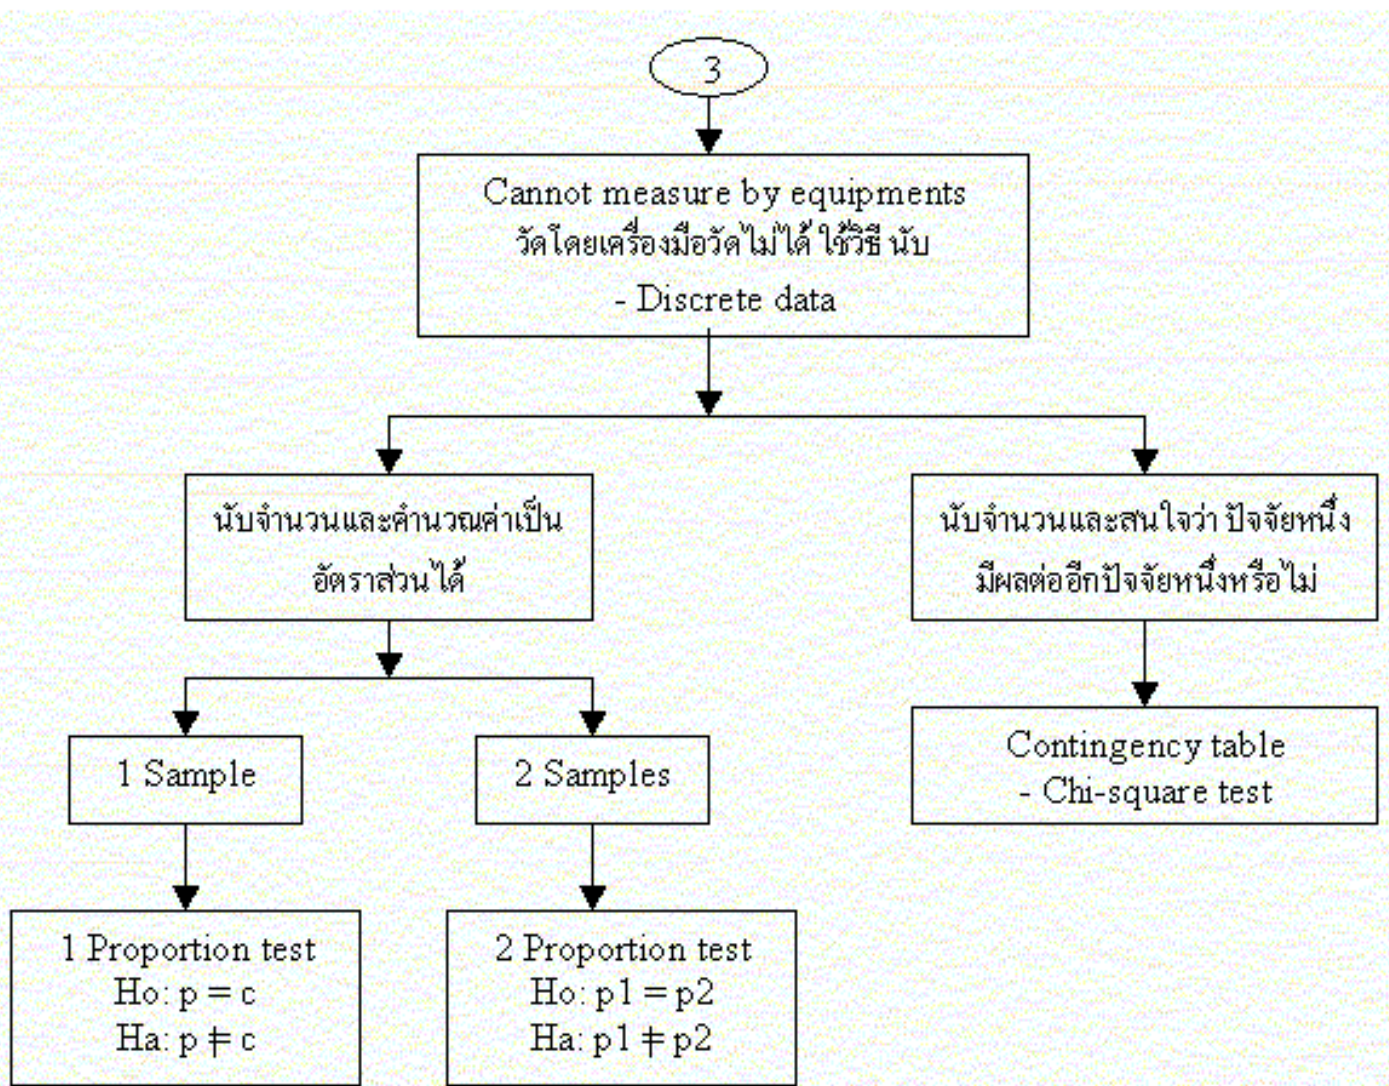 3
Cannot measure by equipments
วัดโดยเครื่องมือวัดไม่ได้ ใช้วิธี นับ
- Discrete data
นับจำนวนและคำนวณค่าเป็น
อัตราส่วนได้
นับจำนวนและสนใจว่า ปัจจัยหนึ่ง
มีผลต่ออีกปัจจัยหนึ่งหรือไม่
1 Sample
2 Samples
Contingency table
- Chi-square test
1 Proportion test
Ho: p = c
Ha: p ≠ c
2 Proportion test
Ho: p1 = p2
Ha: p1 ≠ p2